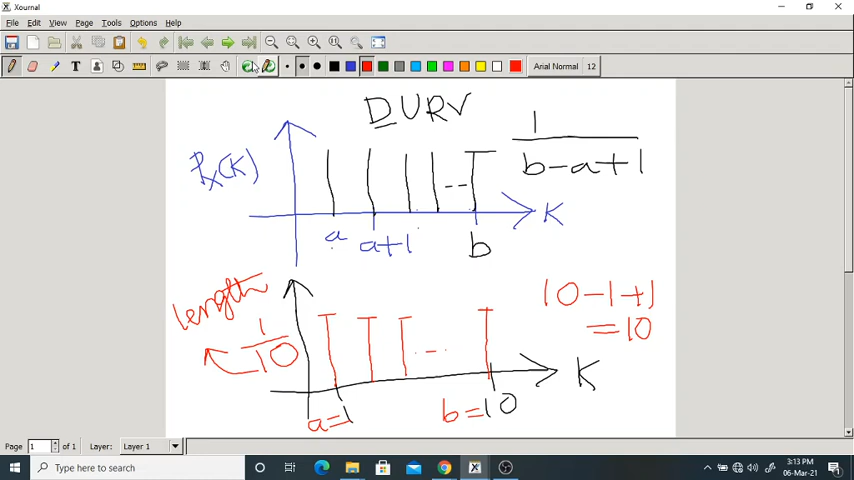 Xournal
File Edit View Page Tools Options Help
Arial Normal 12
DURV
1
b-a+1
Px(K)
K
a a+1 b
length
1
10
10-1+1
=10
K
a=1 b=10
Page 1 of 1 Layer: Layer 1
Type here to search
3:13 PM
06-Mar-21